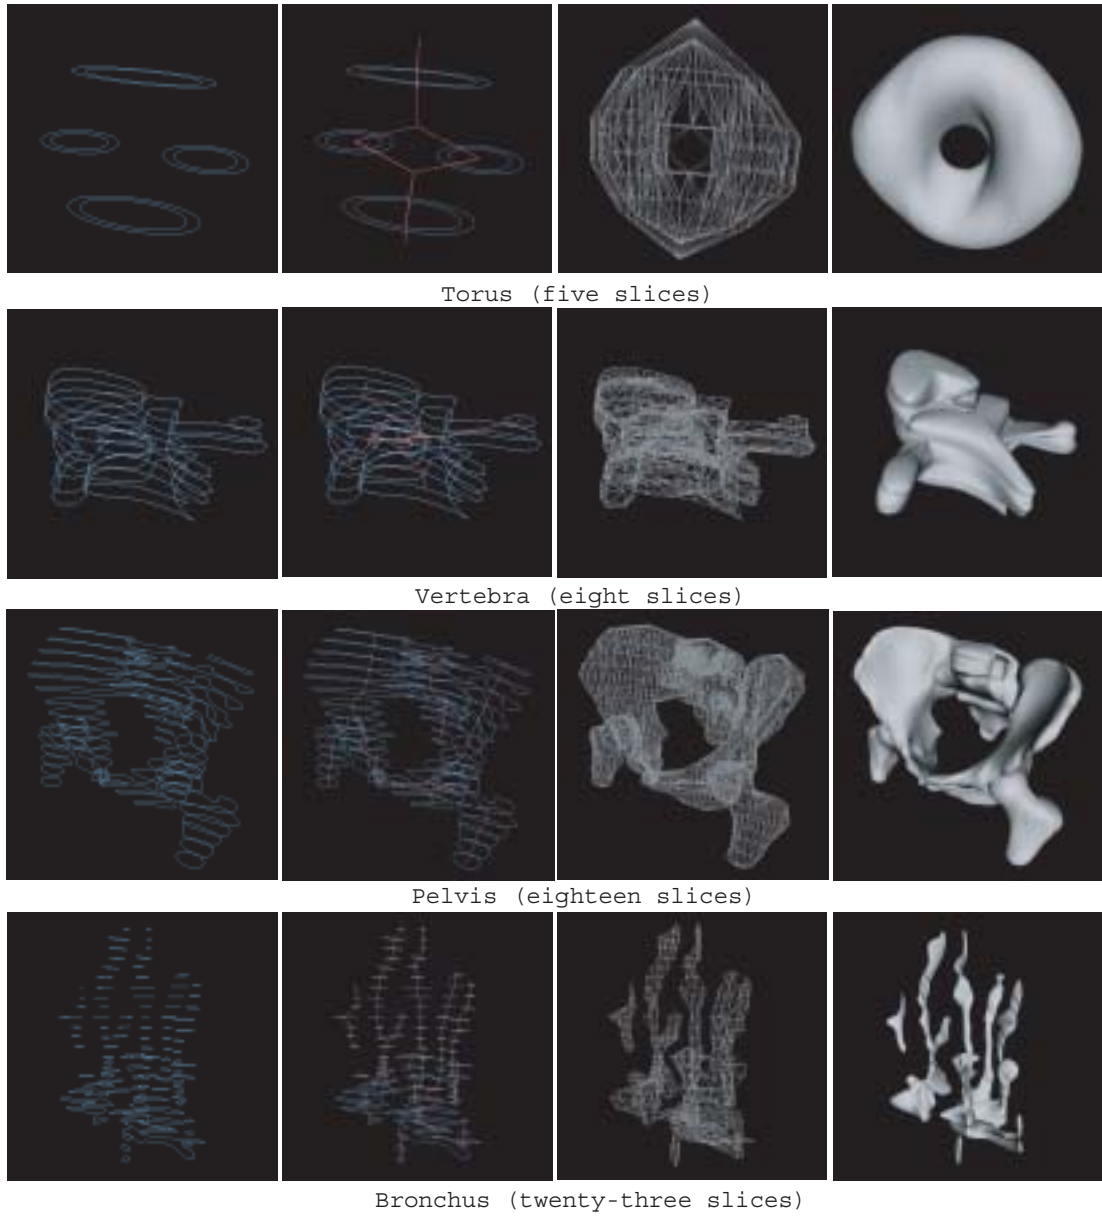 Torus (five slices)
Vertebra (eight slices)
Pelvis (eighteen slices)
Bronchus (twenty-three slices)